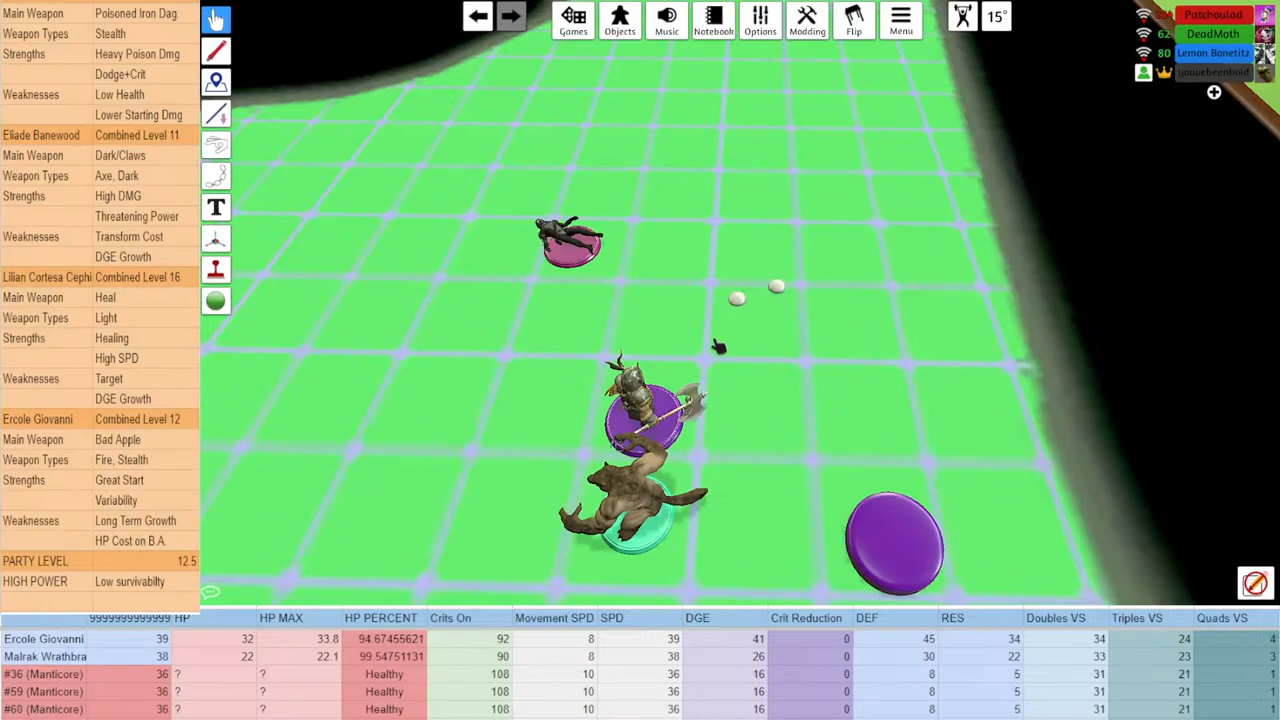 Main Weapon Poisoned Iron Dag.
Weapon Types Stealth
Strengths Heavy Poison Dmg
Dodge+Crit
Weaknesses Low Health
Lower Starting Dmg
Eliade Banewood Combined Level 11
Main Weapon Dark/Claws
Weapon Types Axe, Dark
Strengths High DMG
Threatening Power
Weaknesses Transform Cost
DGE Growth
Lilian Cortesa Cephi Combined Level 16
Main Weapon Heal
Weapon Types Light
Strengths Healing
High SPD
Weaknesses Target
DGE Growth
Ercole Giovanni Combined Level 12
Main Weapon Bad Apple
Weapon Types Fire, Stealth
Strengths Great Start
Variability
Weaknesses Long Term Growth
HP Cost on B.A.
PARTY LEVEL 12.5
HIGH POWER Low survivabilty
T
Games Objects Music Notebook Options Modding Flip Menu
15°
Patchoulad
62 DeadMoth
80 Lemon Bonetitz
youvebeenboid
9999999999999 HP HP MAX HP PERCENT Crits On Movement SPD SPD DGE Crit Reduction DEF RES Doubles VS Triples VS Quads VS
Ercole Giovanni 39 32 33.8 94.67455621 92 8 39 41 0 45 34 34 24 4
Malrak Wrathbra 38 22 22.1 99.54751131 90 8 38 26 0 30 22 33 23 3
#36 (Manticore) 36 ? ? Healthy 108 10 36 16 0 8 5 31 21 1
#59 (Manticore) 36 ? ? Healthy 108 10 36 16 0 8 5 31 21 1
#60 (Manticore) 36 ? ? Healthy 108 10 36 16 0 8 5 31 21 1